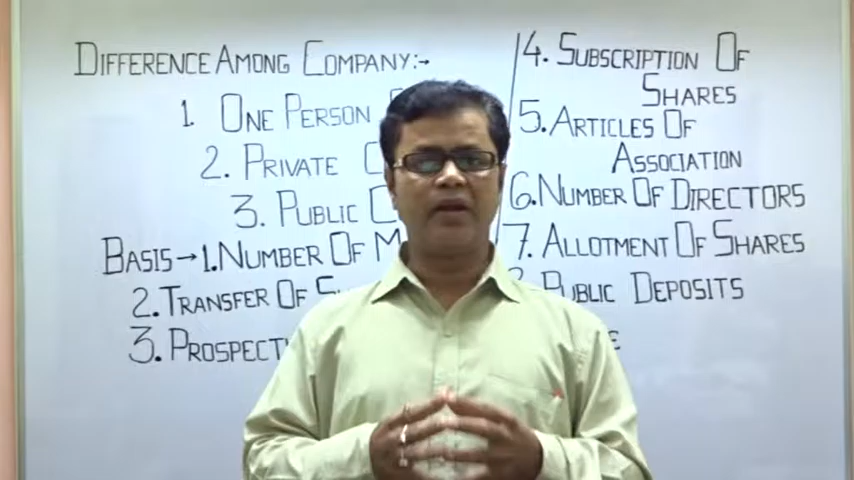 DIFFERENCE AMONG COMPANY:→
1. ONE PERSON
2. PRIVATE
3. PUBLIC
BASIS → 1. NUMBER OF
2. TRANSFER OF
3.
4. SUBSCRIPTION OF
SHARES
5. ARTICLES OF
ASSOCIATION
6. NUMBER OF DIRECTORS
7. ALLOTMENT OF SHARES
PUBLIC DEPOSITS